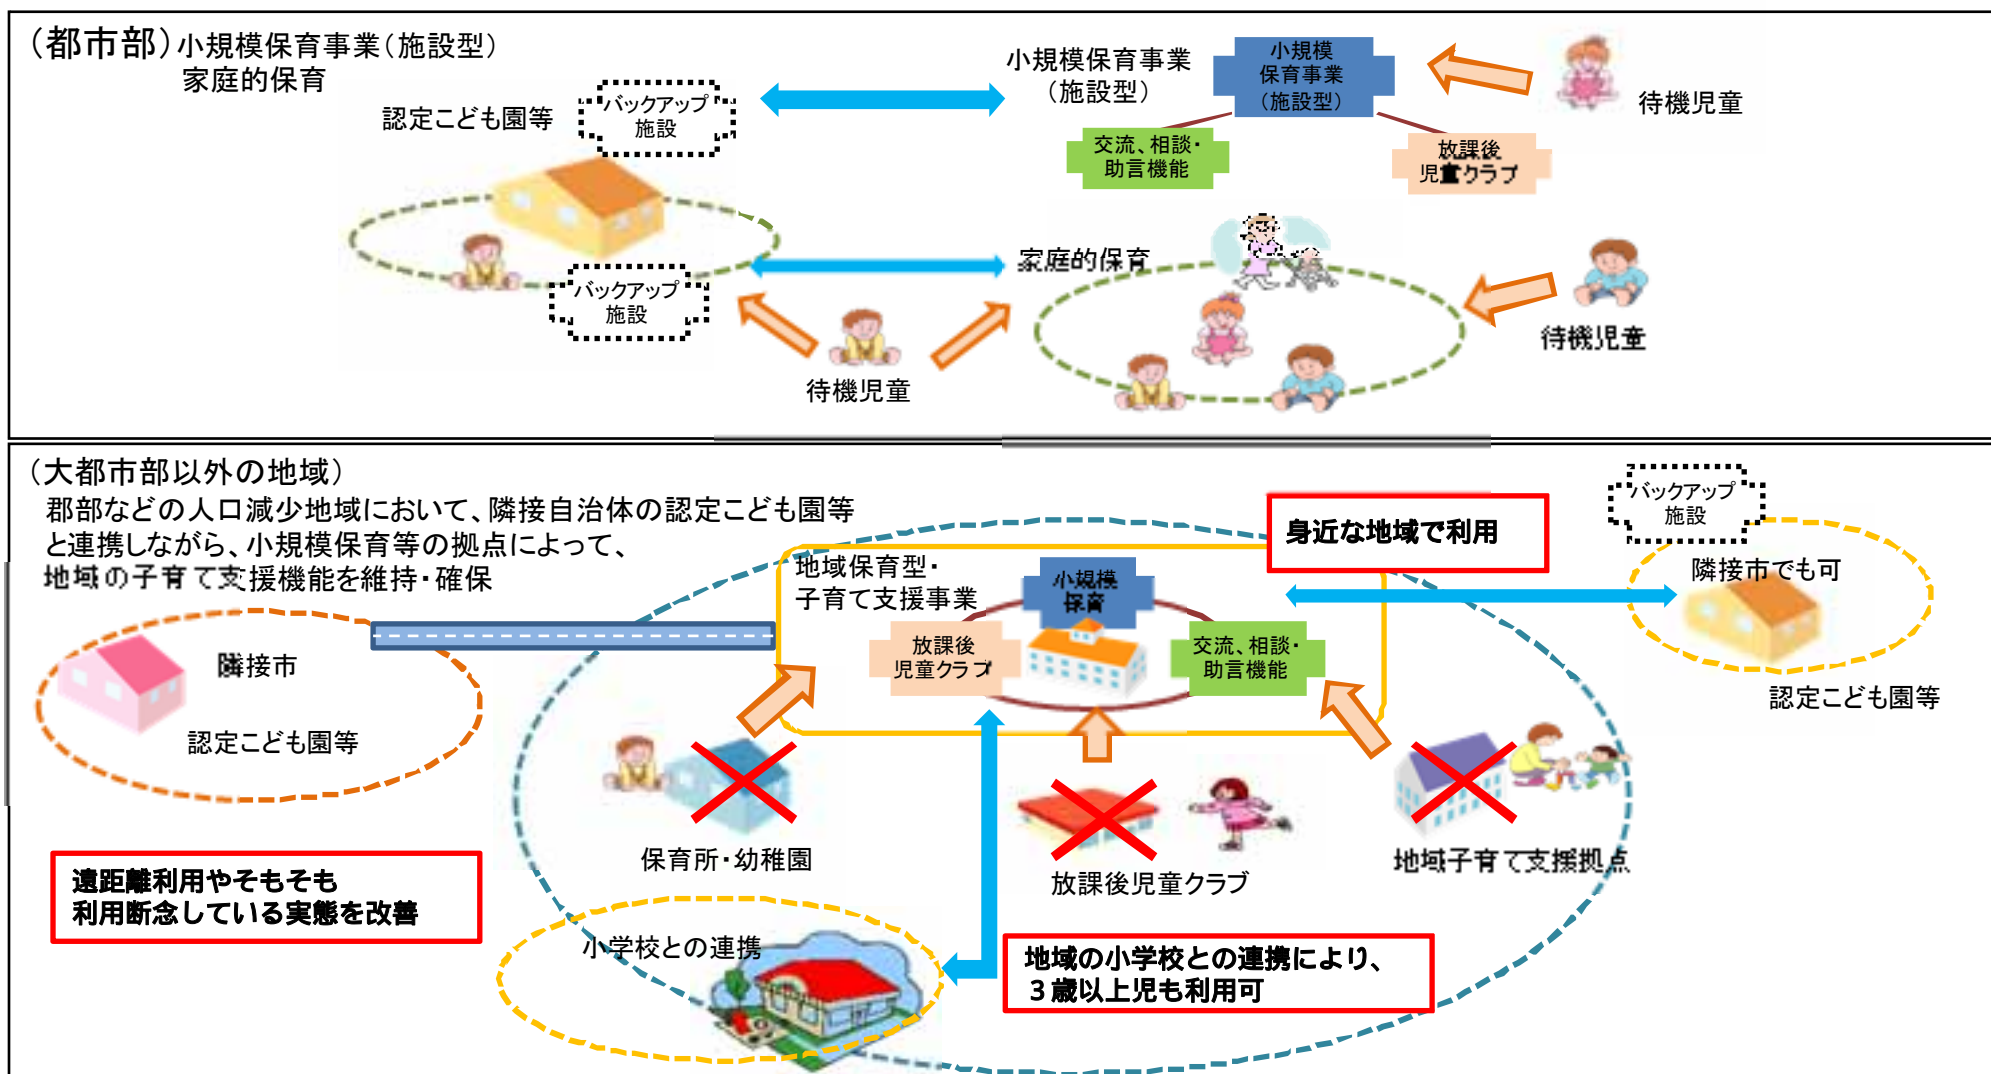 （都市部）小規模保育事業（施設型）
家庭的保育
認定こども園等
バックアップ
施設
小規模保育事業
（施設型）
小規模
保育事業
（施設型）
待機児童
交流、相談・
助言機能
放課後
児童クラブ
バックアップ
施設
家庭的保育
待機児童
待機児童
（大都市部以外の地域）
郡部などの人口減少地域において、隣接自治体の認定こども園等
と連携しながら、小規模保育等の拠点によって、
地域の子育て支援機能を維持・確保
身近な地域で利用
バックアップ
施設
隣接市でも可
認定こども園等
地域保育型・
子育て支援事業
小規模
保育
放課後
児童クラブ
交流、相談・
助言機能
隣接市
認定こども園等
保育所・幼稚園
放課後児童クラブ
地域子育て支援拠点
遠距離利用やそもそも
利用断念している実態を改善
小学校との連携
地域の小学校との連携により、
３歳以上児も利用可